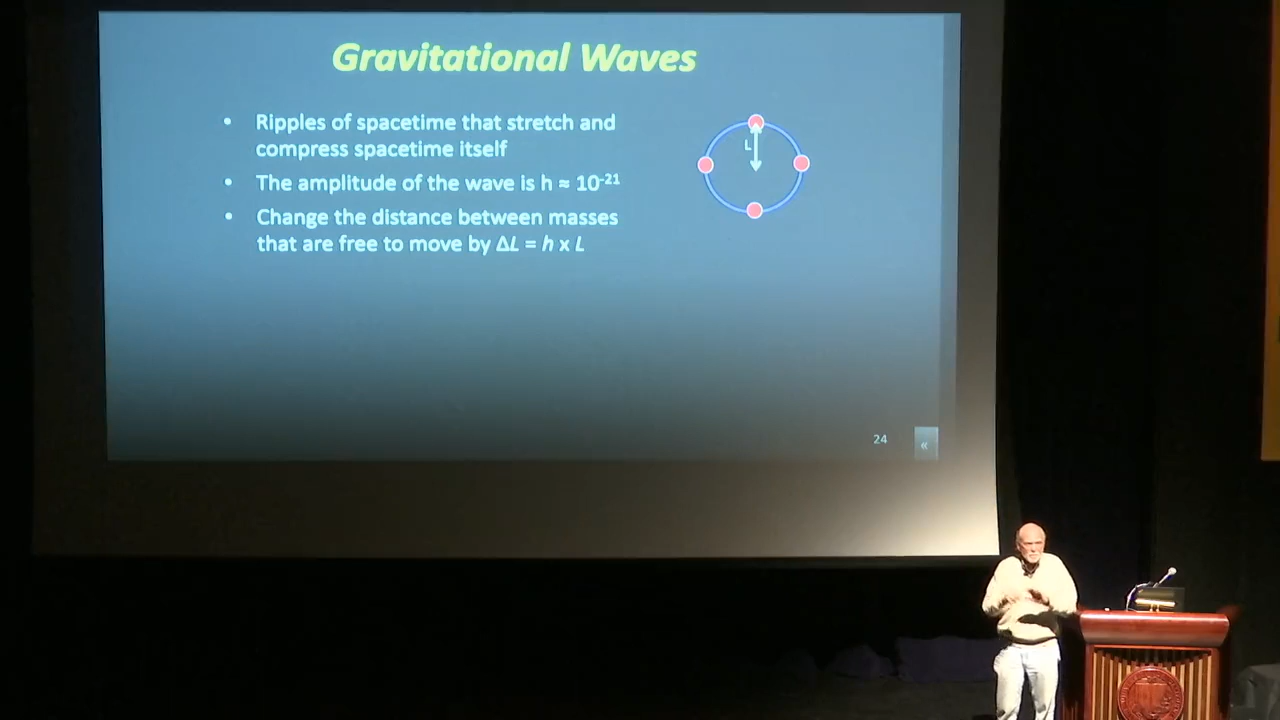 Gravitational Waves
• Ripples of spacetime that stretch and
compress spacetime itself
• The amplitude of the wave is h ≈ 10⁻²¹
• Change the distance between masses
that are free to move by ΔL = h x L
L
24
«